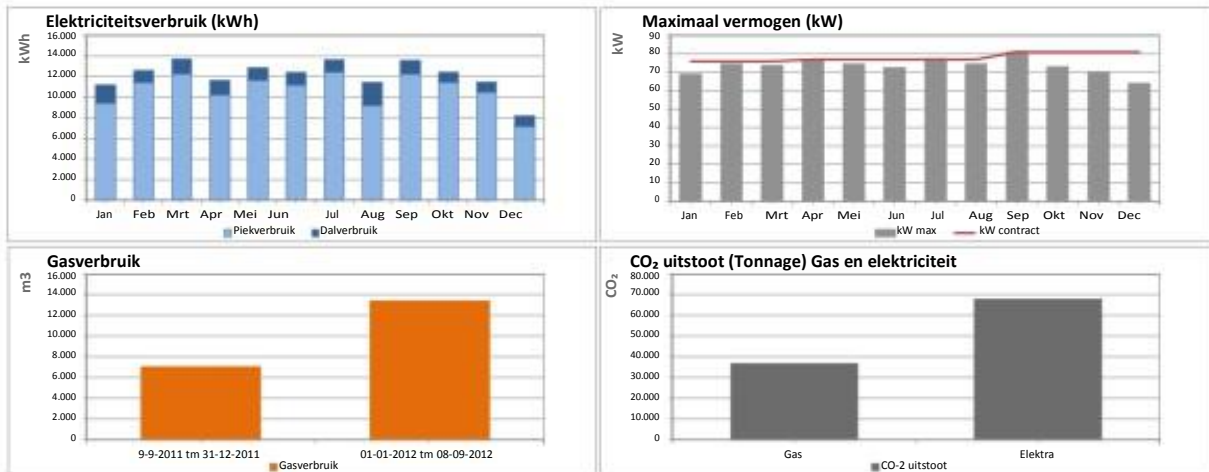 Elektriciteitsverbruik (kWh)
kWh
16.000
14.000
12.000
10.000
8.000
6.000
4.000
2.000
0
Jan Feb Mrt Apr Mei Jun Jul Aug Sep Okt Nov Dec
Piekverbruik Dalverbruik
Maximaal vermogen (kW)
kW
90
80
70
60
50
40
30
20
10
0
Jan Feb Mrt Apr Mei Jun Jul Aug Sep Okt Nov Dec
kW max kW contract
Gasverbruik
m3
16.000
14.000
12.000
10.000
8.000
6.000
4.000
2.000
0
9-9-2011 tm 31-12-2011 01-01-2012 tm 08-09-2012
Gasverbruik
CO₂ uitstoot (Tonnage) Gas en elektriciteit
CO₂
80.000
70.000
60.000
50.000
40.000
30.000
20.000
10.000
0
Gas Elektra
CO-2 uitstoot